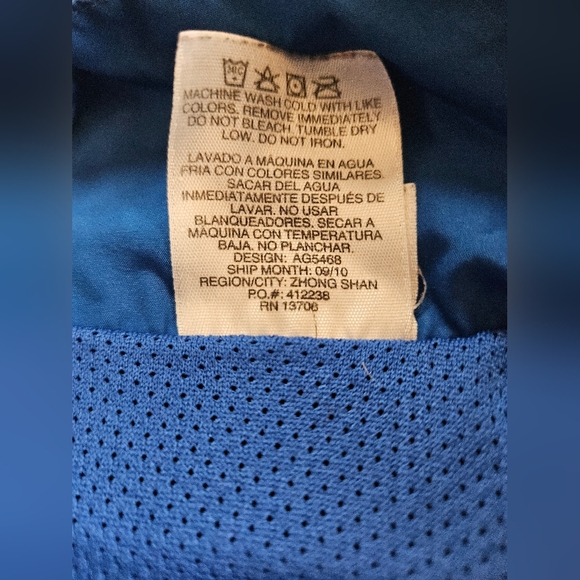 30C
MACHINE WASH COLD WITH LIKE
COLORS. REMOVE IMMEDIATELY.
DO NOT BLEACH. TUMBLE DRY
LOW. DO NOT IRON.
LAVADO A MÁQUINA EN AGUA
FRIA CON COLORES SIMILARES.
SACAR DEL AGUA
INMEDIATAMENTE DESPUÉS DE
LAVAR. NO USAR
BLANQUEADORES. SECAR A
MÁQUINA CON TEMPERATURA
BAJA. NO PLANCHAR.
DESIGN: AG5468
SHIP MONTH: 09/10
REGION/CITY: ZHONG SHAN
P.O.#: 412238
RN 13706